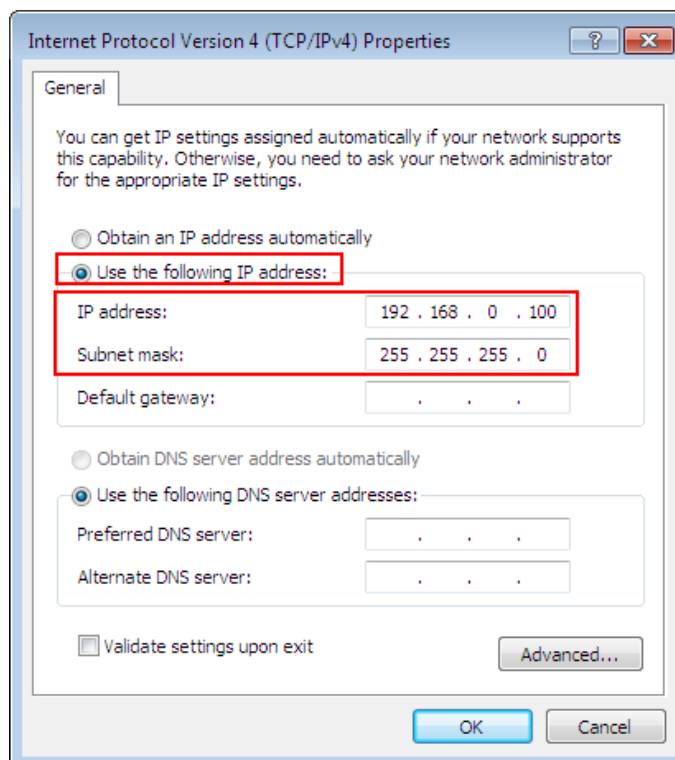 Internet Protocol Version 4 (TCP/IPv4) Properties
General
You can get IP settings assigned automatically if your network supports
this capability. Otherwise, you need to ask your network administrator
for the appropriate IP settings.
Obtain an IP address automatically
Use the following IP address:
IP address: 192 . 168 . 0 . 100
Subnet mask: 255 . 255 . 255 . 0
Default gateway: . . .
Obtain DNS server address automatically
Use the following DNS server addresses:
Preferred DNS server: . . .
Alternate DNS server: . . .
Validate settings upon exit
Advanced...
OK Cancel